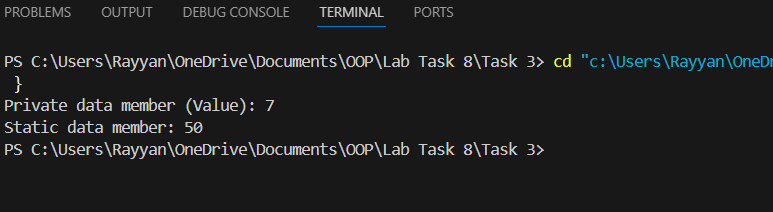 PROBLEMS OUTPUT DEBUG CONSOLE TERMINAL PORTS
PS C:\Users\Rayyan\OneDrive\Documents\OOP\Lab Task 8\Task 3> cd "c:\Users\Rayyan\OneDr
}
Private data member (Value): 7
Static data member: 50
PS C:\Users\Rayyan\OneDrive\Documents\OOP\Lab Task 8\Task 3>